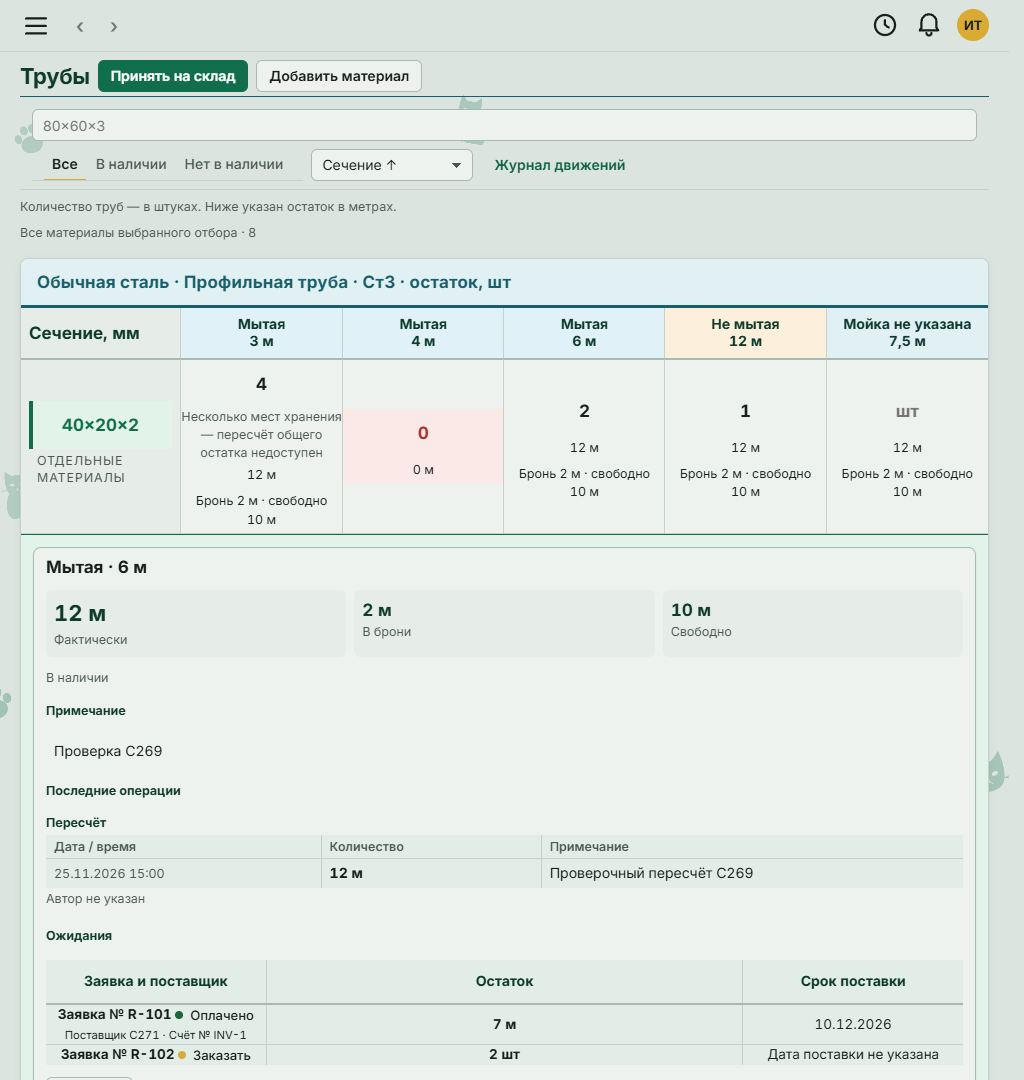 ИТ
Трубы
Принять на склад
Добавить материал
80×60×3
Все
В наличии
Нет в наличии
Сечение ↑
Журнал движений
Количество труб — в штуках. Ниже указан остаток в метрах.
Все материалы выбранного отбора · 8
Обычная сталь · Профильная труба · Ст3 · остаток, шт
Сечение, мм
Мытая
3 м
Мытая
4 м
Мытая
6 м
Не мытая
12 м
Мойка не указана
7,5 м
40×20×2
ОТДЕЛЬНЫЕ
МАТЕРИАЛЫ
4
Несколько мест хранения
— пересчёт общего
остатка недоступен
12 м
Бронь 2 м · свободно
10 м
0
0 м
2
12 м
Бронь 2 м · свободно
10 м
1
12 м
Бронь 2 м · свободно
10 м
шт
12 м
Бронь 2 м · свободно
10 м
Мытая · 6 м
12 м
Фактически
2 м
В брони
10 м
Свободно
В наличии
Примечание
Проверка C269
Последние операции
Пересчёт
Дата / время
Количество
Примечание
25.11.2026 15:00
12 м
Проверочный пересчёт C269
Автор не указан
Ожидания
Заявка и поставщик
Остаток
Срок поставки
Заявка № R-101 Оплачено
Поставщик C271 · Счёт № INV-1
7 м
10.12.2026
Заявка № R-102 Заказать
2 шт
Дата поставки не указана